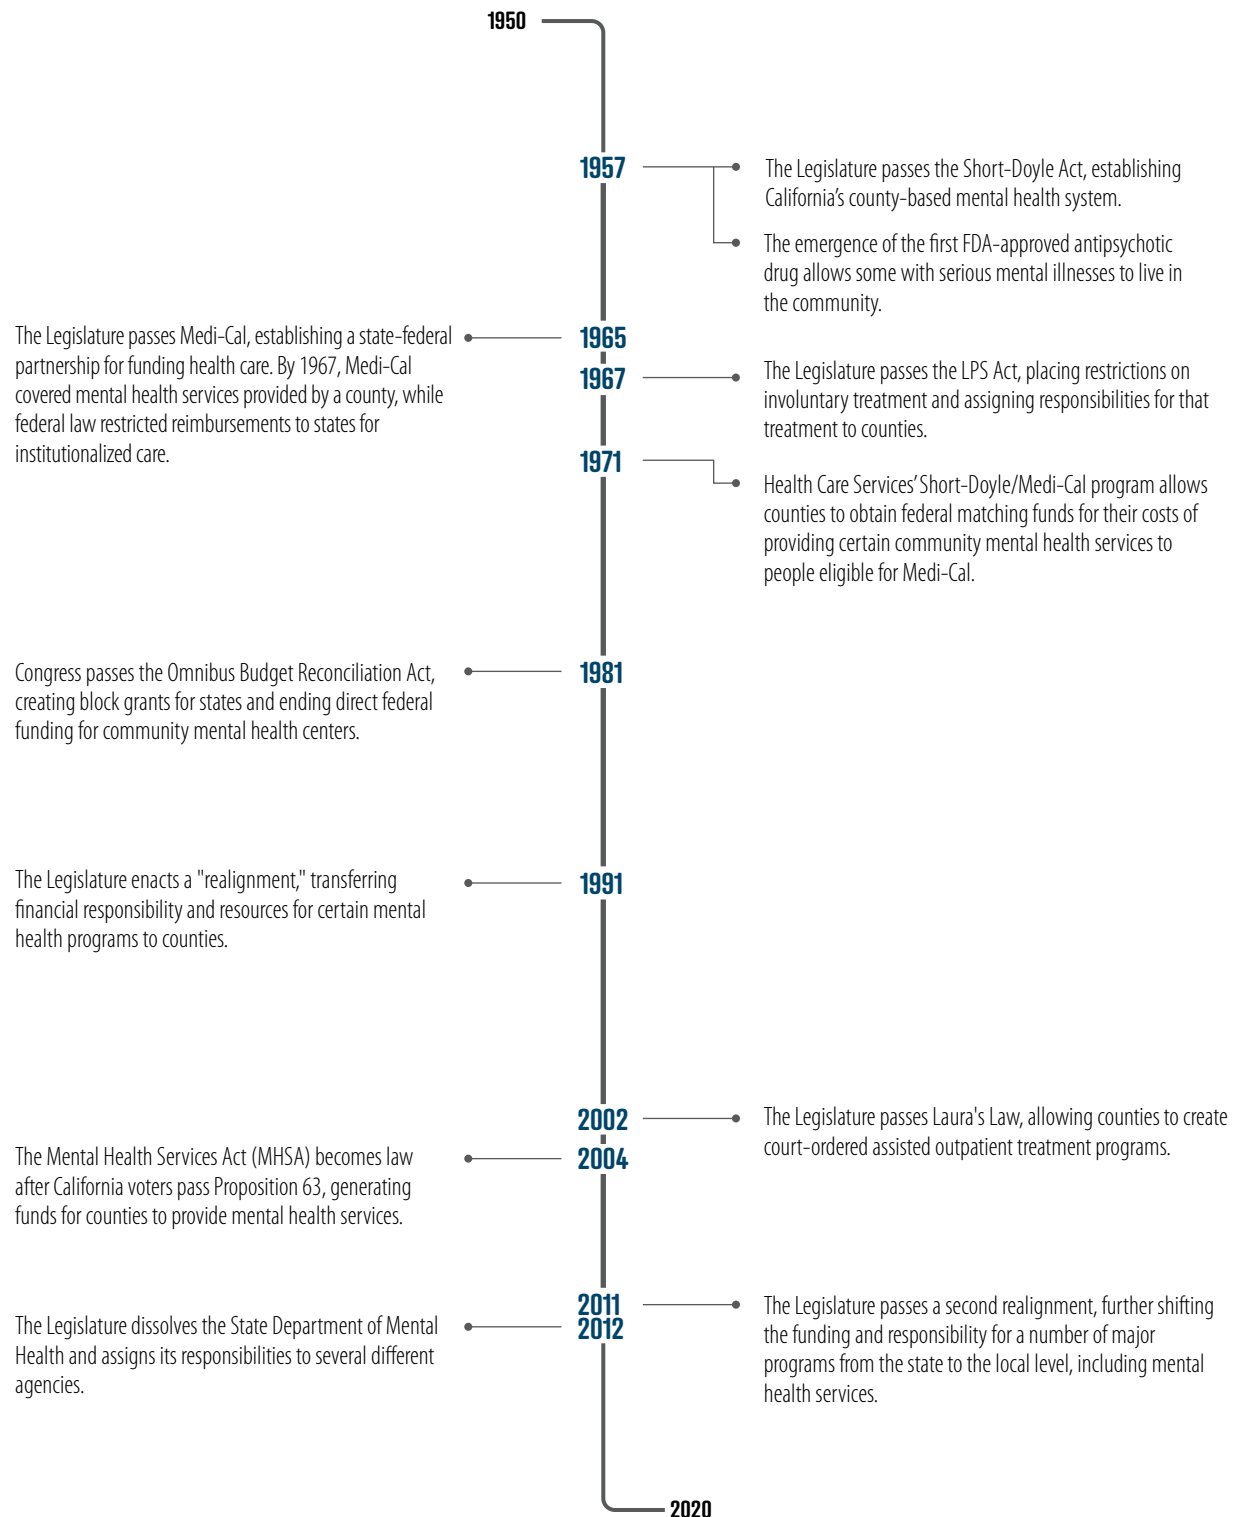 1950
1957
The Legislature passes the Short-Doyle Act, establishing
California's county-based mental health system.
The emergence of the first FDA-approved antipsychotic
drug allows some with serious mental illnesses to live in
the community.
1965
The Legislature passes Medi-Cal, establishing a state-federal
partnership for funding health care. By 1967, Medi-Cal
covered mental health services provided by a county, while
federal law restricted reimbursements to states for
institutionalized care.
1967
The Legislature passes the LPS Act, placing restrictions on
involuntary treatment and assigning responsibilities for that
treatment to counties.
1971
Health Care Services' Short-Doyle/Medi-Cal program allows
counties to obtain federal matching funds for their costs of
providing certain community mental health services to
people eligible for Medi-Cal.
1981
Congress passes the Omnibus Budget Reconciliation Act,
creating block grants for states and ending direct federal
funding for community mental health centers.
1991
The Legislature enacts a "realignment," transferring
financial responsibility and resources for certain mental
health programs to counties.
2002
The Legislature passes Laura's Law, allowing counties to create
court-ordered assisted outpatient treatment programs.
2004
The Mental Health Services Act (MHSA) becomes law
after California voters pass Proposition 63, generating
funds for counties to provide mental health services.
2011
The Legislature passes a second realignment, further shifting
the funding and responsibility for a number of major
programs from the state to the local level, including mental
health services.
2012
The Legislature dissolves the State Department of Mental
Health and assigns its responsibilities to several different
agencies.
2020